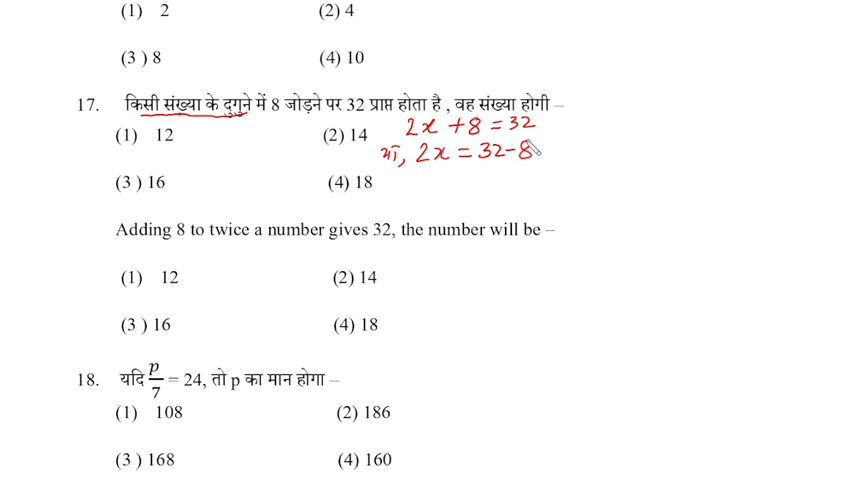 (1) 2 (2) 4
(3 ) 8 (4) 10
17. किसी संख्या के दुगुने में 8 जोड़ने पर 32 प्राप्त होता है , वह संख्या होगी –
(1) 12 (2) 14 2x + 8 = 32
या, 2x = 32 - 8
(3 ) 16 (4) 18
Adding 8 to twice a number gives 32, the number will be –
(1) 12 (2) 14
(3 ) 16 (4) 18
18. यदि p/7 = 24, तो p का मान होगा –
(1) 108 (2) 186
(3 ) 168 (4) 160